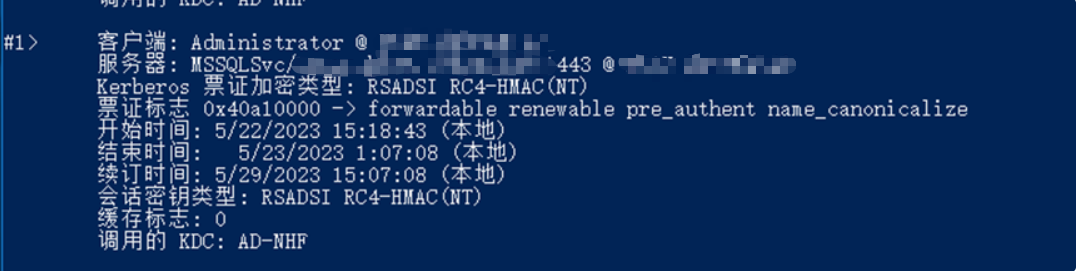 调用的 KDC: AD-NHF
#1> 客户端: Administrator @
服务器: MSSQLSvc/ 443 @
Kerberos 票证加密类型: RSADSI RC4-HMAC(NT)
票证标志 0x40a10000 -> forwardable renewable pre_authent name_canonicalize
开始时间: 5/22/2023 15:18:43 (本地)
结束时间: 5/23/2023 1:07:08 (本地)
续订时间: 5/29/2023 15:07:08 (本地)
会话密钥类型: RSADSI RC4-HMAC(NT)
缓存标志: 0
调用的 KDC: AD-NHF